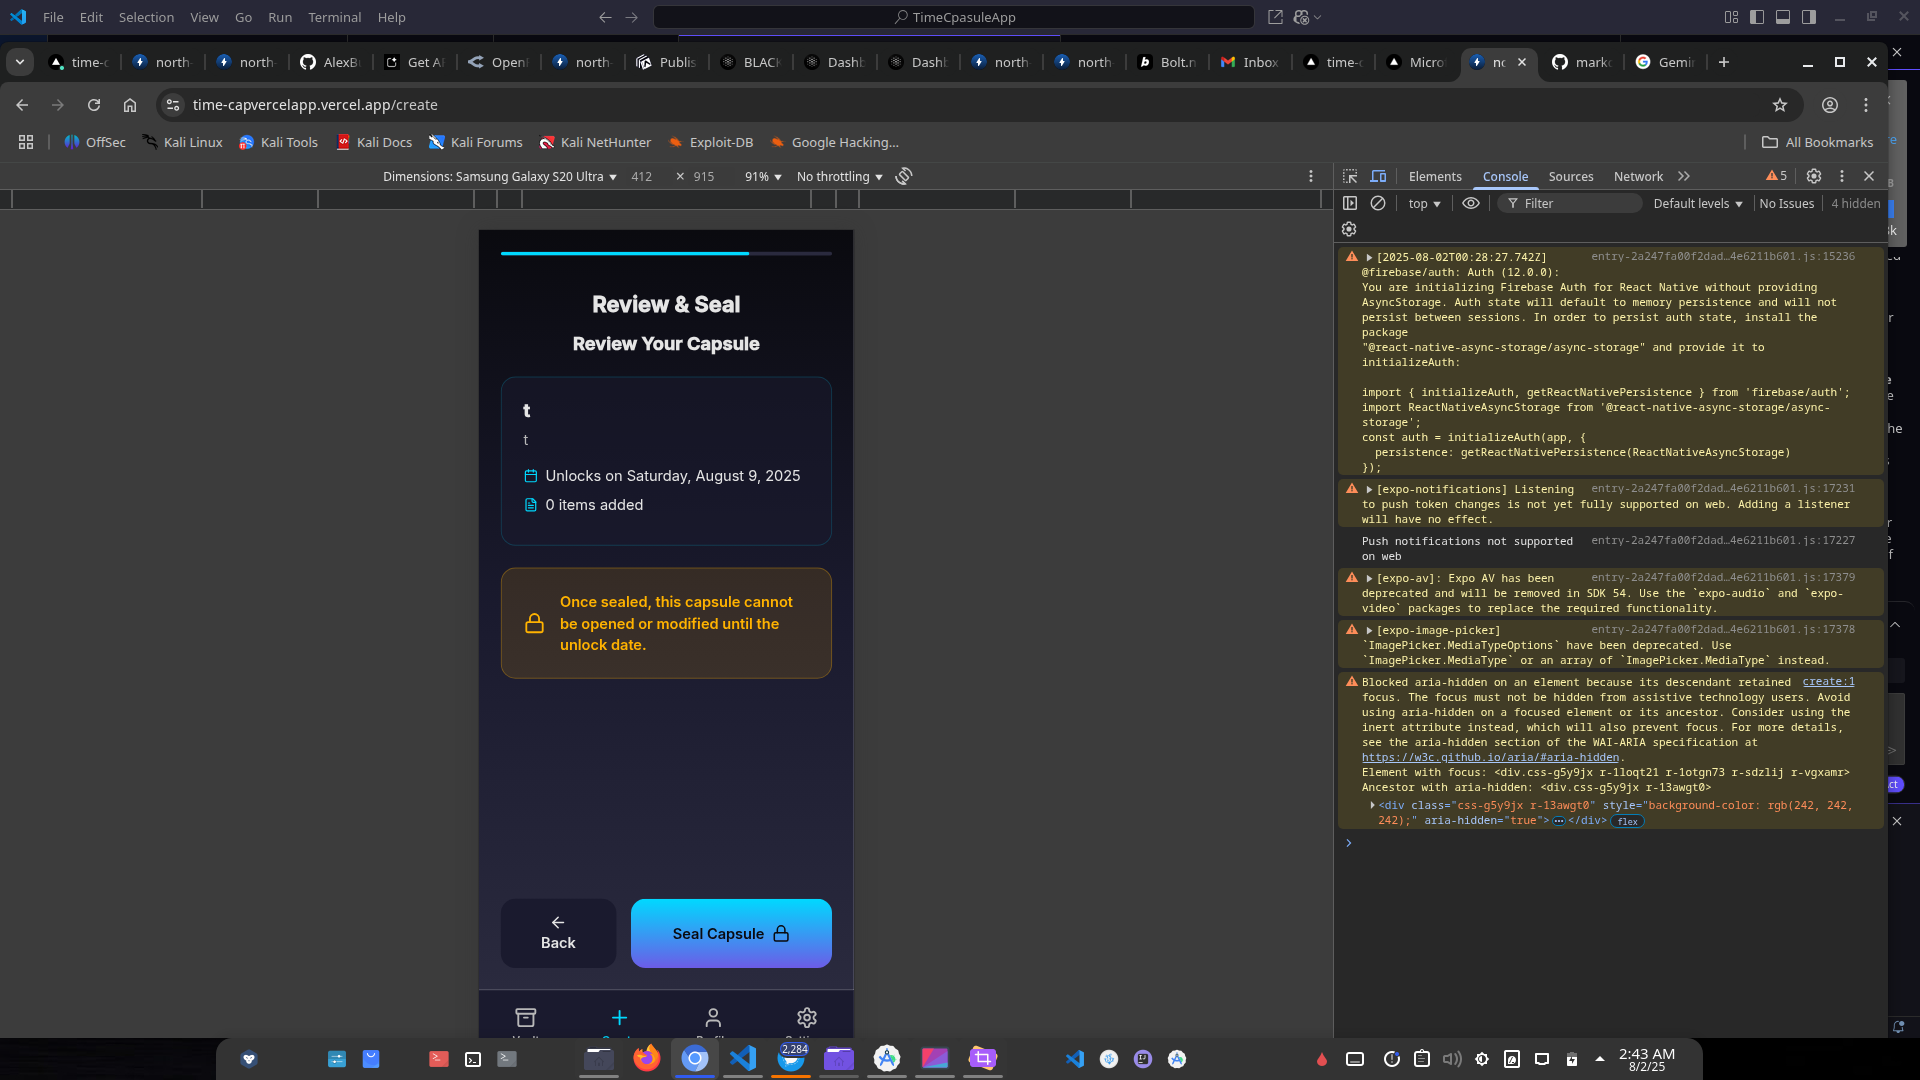 File Edit Selection View Go Run Terminal Help
TimeCpasuleApp
time-c
north-
north-
AlexB
Get A
Open
north-
Publis
BLACK
Dashb
Dashb
north-
north-
Bolt.n
Inbox
time-c
Micro
nc
mark
Gemi
time-capvercelapp.vercel.app/create
OffSec
Kali Linux
Kali Tools
Kali Docs
Kali Forums
Kali NetHunter
Exploit-DB
Google Hacking...
All Bookmarks
Dimensions: Samsung Galaxy S20 Ultra 412 × 915 91% No throttling
Elements Console Sources Network 5
top Filter Default levels No Issues 4 hidden
Review & Seal
Review Your Capsule
t
t
Unlocks on Saturday, August 9, 2025
0 items added
Once sealed, this capsule cannot
be opened or modified until the
unlock date.
Back
Seal Capsule
[2025-08-02T00:28:27.742Z] entry-2a247fa00f2dad…4e6211b601.js:15236
@firebase/auth: Auth (12.0.0):
You are initializing Firebase Auth for React Native without providing
AsyncStorage. Auth state will default to memory persistence and will not
persist between sessions. In order to persist auth state, install the
package
"@react-native-async-storage/async-storage" and provide it to
initializeAuth:
import { initializeAuth, getReactNativePersistence } from 'firebase/auth';
import ReactNativeAsyncStorage from '@react-native-async-storage/async-
storage';
const auth = initializeAuth(app, {
persistence: getReactNativePersistence(ReactNativeAsyncStorage)
});
[expo-notifications] Listening entry-2a247fa00f2dad…4e6211b601.js:17231
to push token changes is not yet fully supported on web. Adding a listener
will have no effect.
Push notifications not supported entry-2a247fa00f2dad…4e6211b601.js:17227
on web
[expo-av]: Expo AV has been entry-2a247fa00f2dad…4e6211b601.js:17379
deprecated and will be removed in SDK 54. Use the `expo-audio` and `expo-
video` packages to replace the required functionality.
[expo-image-picker] entry-2a247fa00f2dad…4e6211b601.js:17378
`ImagePicker.MediaTypeOptions` have been deprecated. Use
`ImagePicker.MediaType` or an array of `ImagePicker.MediaType` instead.
Blocked aria-hidden on an element because its descendant retained create:1
focus. The focus must not be hidden from assistive technology users. Avoid
using aria-hidden on a focused element or its ancestor. Consider using the
inert attribute instead, which will also prevent focus. For more details,
see the aria-hidden section of the WAI-ARIA specification at
https://w3c.github.io/aria/#aria-hidden.
Element with focus: <div.css-g5y9jx r-1loqt21 r-1otgn73 r-sdzlij r-vgxamr>
Ancestor with aria-hidden: <div.css-g5y9jx r-13awgt0>
<div class="css-g5y9jx r-13awgt0" style="background-color: rgb(242, 242,
242);" aria-hidden="true"> … </div> flex
2,284
2:43 AM
8/2/25